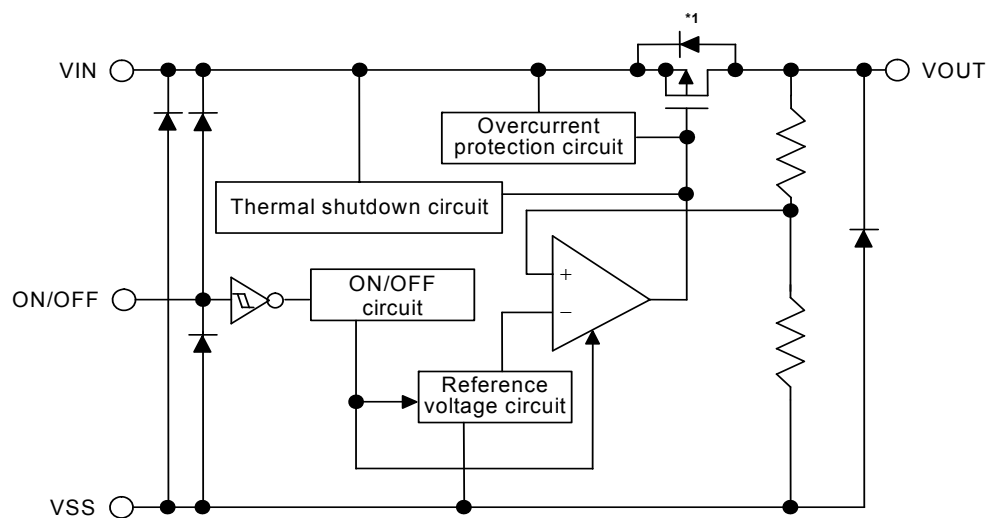 *1
VIN
VOUT
Overcurrent
protection circuit
Thermal shutdown circuit
+
−
ON/OFF
ON/OFF
circuit
Reference
voltage circuit
VSS